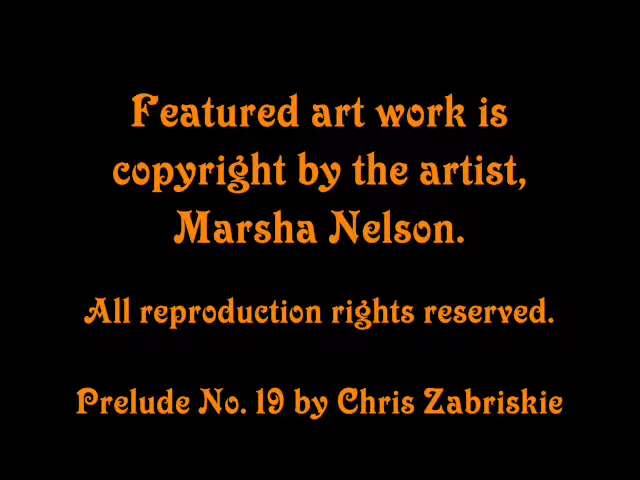 Featured art work is
copyright by the artist,
Marsha Nelson.
All reproduction rights reserved.
Prelude No. 19 by Chris Zabriskie